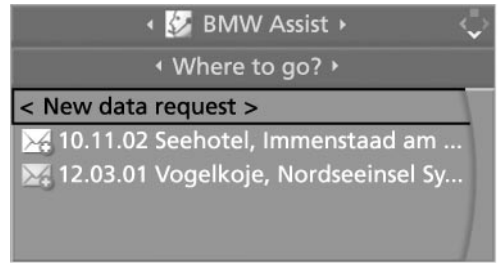 BMW Assist
Where to go?
< New data request >
10.11.02 Seehotel, Immenstaad am ...
12.03.01 Vogelkoje, Nordseeinsel Sy...